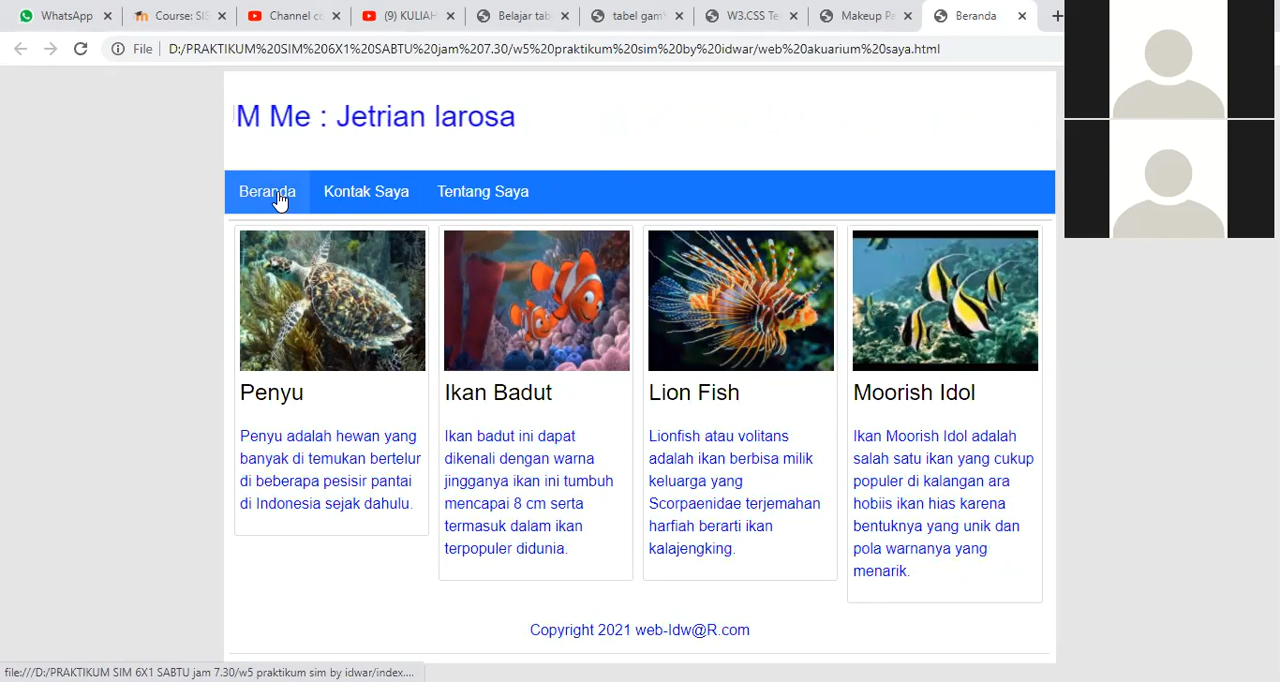 WhatsApp
Course: SIS
Channel co
(9) KULIAH
Belajar tab
tabel gam
W3.CSS Te
Makeup Pa
Beranda
File
D:/PRAKTIKUM%20SIM%206X1%20SABTU%20jam%207.30/w5%20praktikum%20sim%20by%20idwar/web%20akuarium%20saya.html
M Me : Jetrian larosa
Beranda Kontak Saya Tentang Saya
Penyu
Penyu adalah hewan yang
banyak di temukan bertelur
di beberapa pesisir pantai
di Indonesia sejak dahulu.
Ikan Badut
Ikan badut ini dapat
dikenali dengan warna
jingganya ikan ini tumbuh
mencapai 8 cm serta
termasuk dalam ikan
terpopuler didunia.
Lion Fish
Lionfish atau volitans
adalah ikan berbisa milik
keluarga yang
Scorpaenidae terjemahan
harfiah berarti ikan
kalajengking.
Moorish Idol
Ikan Moorish Idol adalah
salah satu ikan yang cukup
populer di kalangan ara
hobiis ikan hias karena
bentuknya yang unik dan
pola warnanya yang
menarik.
Copyright 2021 web-Idw@R.com
file:///D:/PRAKTIKUM SIM 6X1 SABTU jam 7.30/w5 praktikum sim by idwar/index....